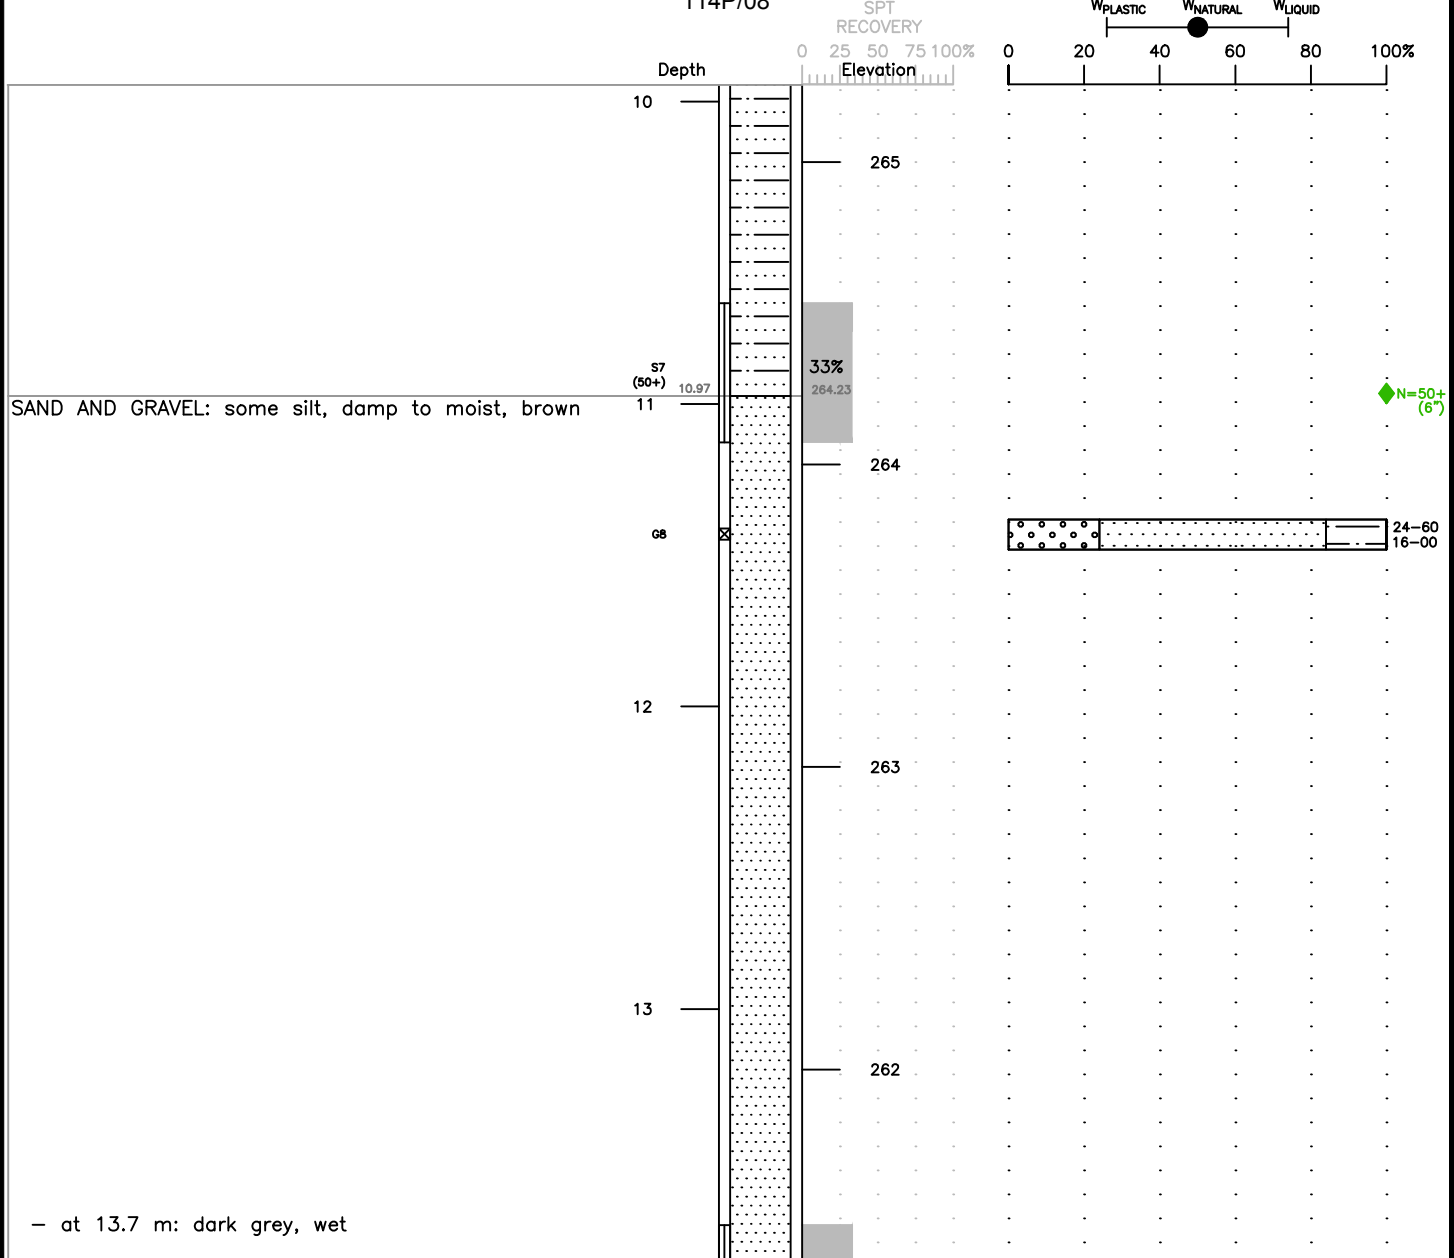 114P/08
SPT
RECOVERY
0 25 50 75 100%
WPLASTIC WNATURAL WLIQUID
0 20 40 60 80 100%
Depth
Elevation
10
265
S7
(50+)
10.97
33%
264.23
N=50+
(6")
SAND AND GRAVEL: some silt, damp to moist, brown
11
264
G8
24-60
16-00
12
263
13
262
– at 13.7 m: dark grey, wet